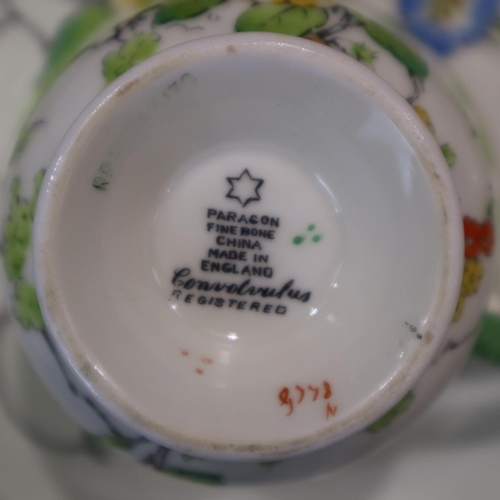 PARAGON
FINE BONE
CHINA
MADE IN
ENGLAND
Convolvulus
REGISTERED